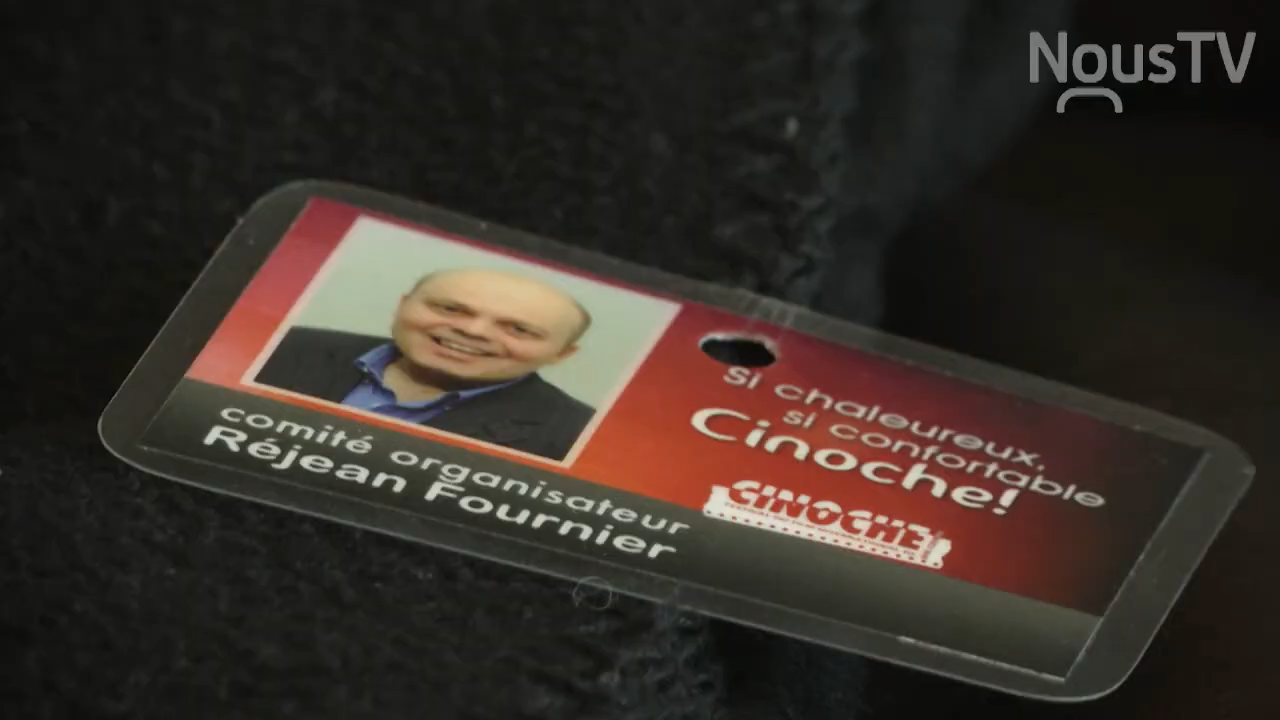 NousTV
Si chaleureux,
si confortable
Cinoche!
CINOCHE
comité organisateur
Réjean Fournier